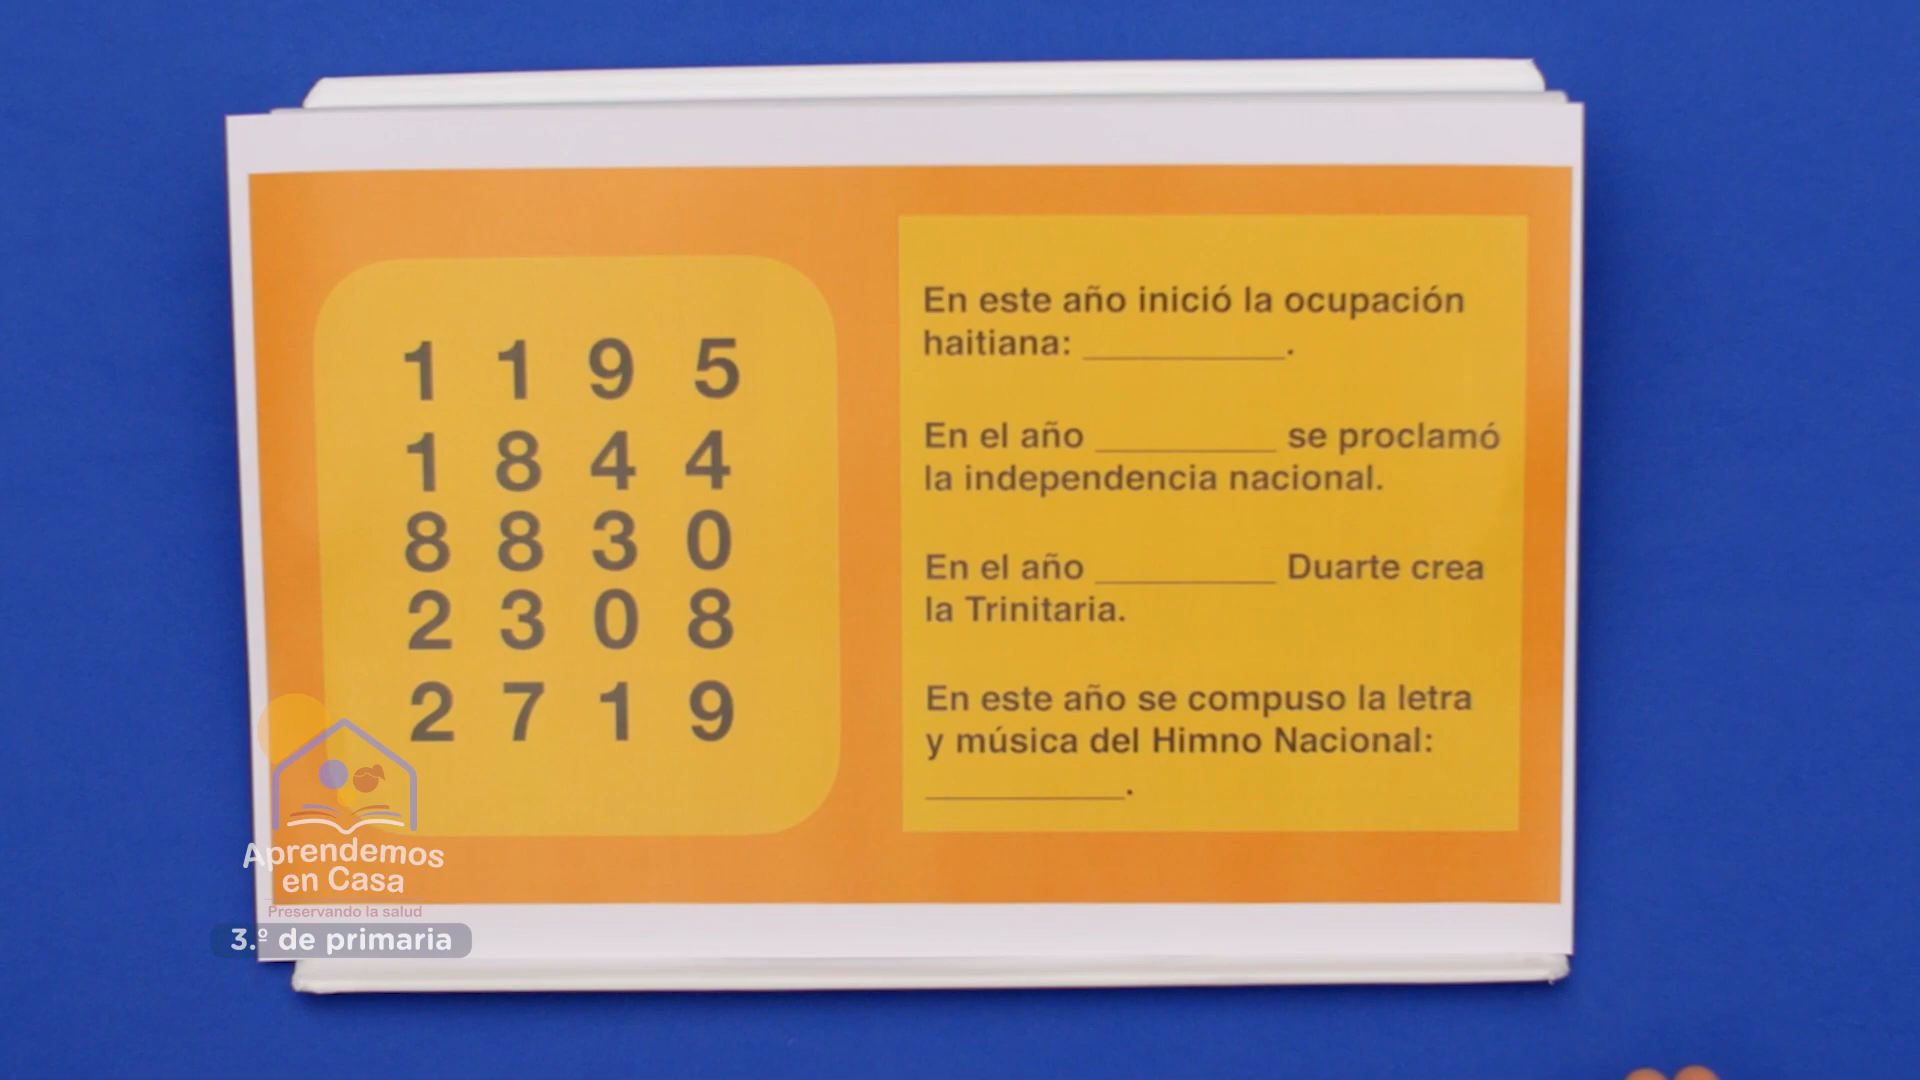 1 1 9 5
1 8 4 4
8 8 3 0
2 3 0 8
2 7 1 9
En este año inició la ocupación
haitiana: __________.
En el año _________ se proclamó
la independencia nacional.
En el año _________ Duarte crea
la Trinitaria.
En este año se compuso la letra
y música del Himno Nacional:
__________.
Aprendemos
en Casa
Preservando la salud
3.º de primaria